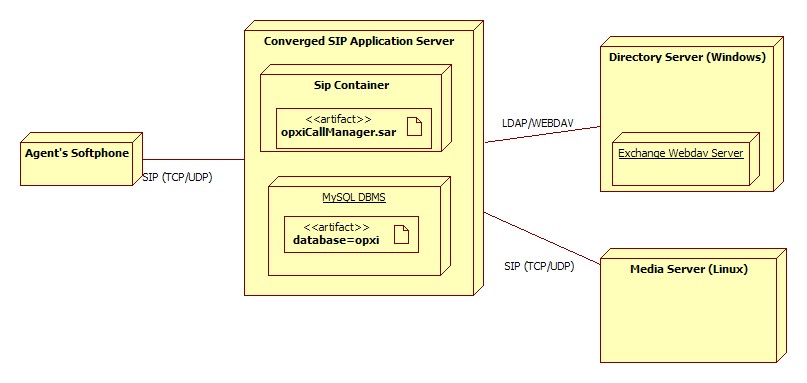 Converged SIP Application Server
Sip Container
<<artifact>>
opxiCallManager.sar
MySQL DBMS
<<artifact>>
database=opxi
Agent's Softphone
SIP (TCP/UDP)
LDAP/WEBDAV
Directory Server (Windows)
Exchange Webdav Server
SIP (TCP/UDP)
Media Server (Linux)